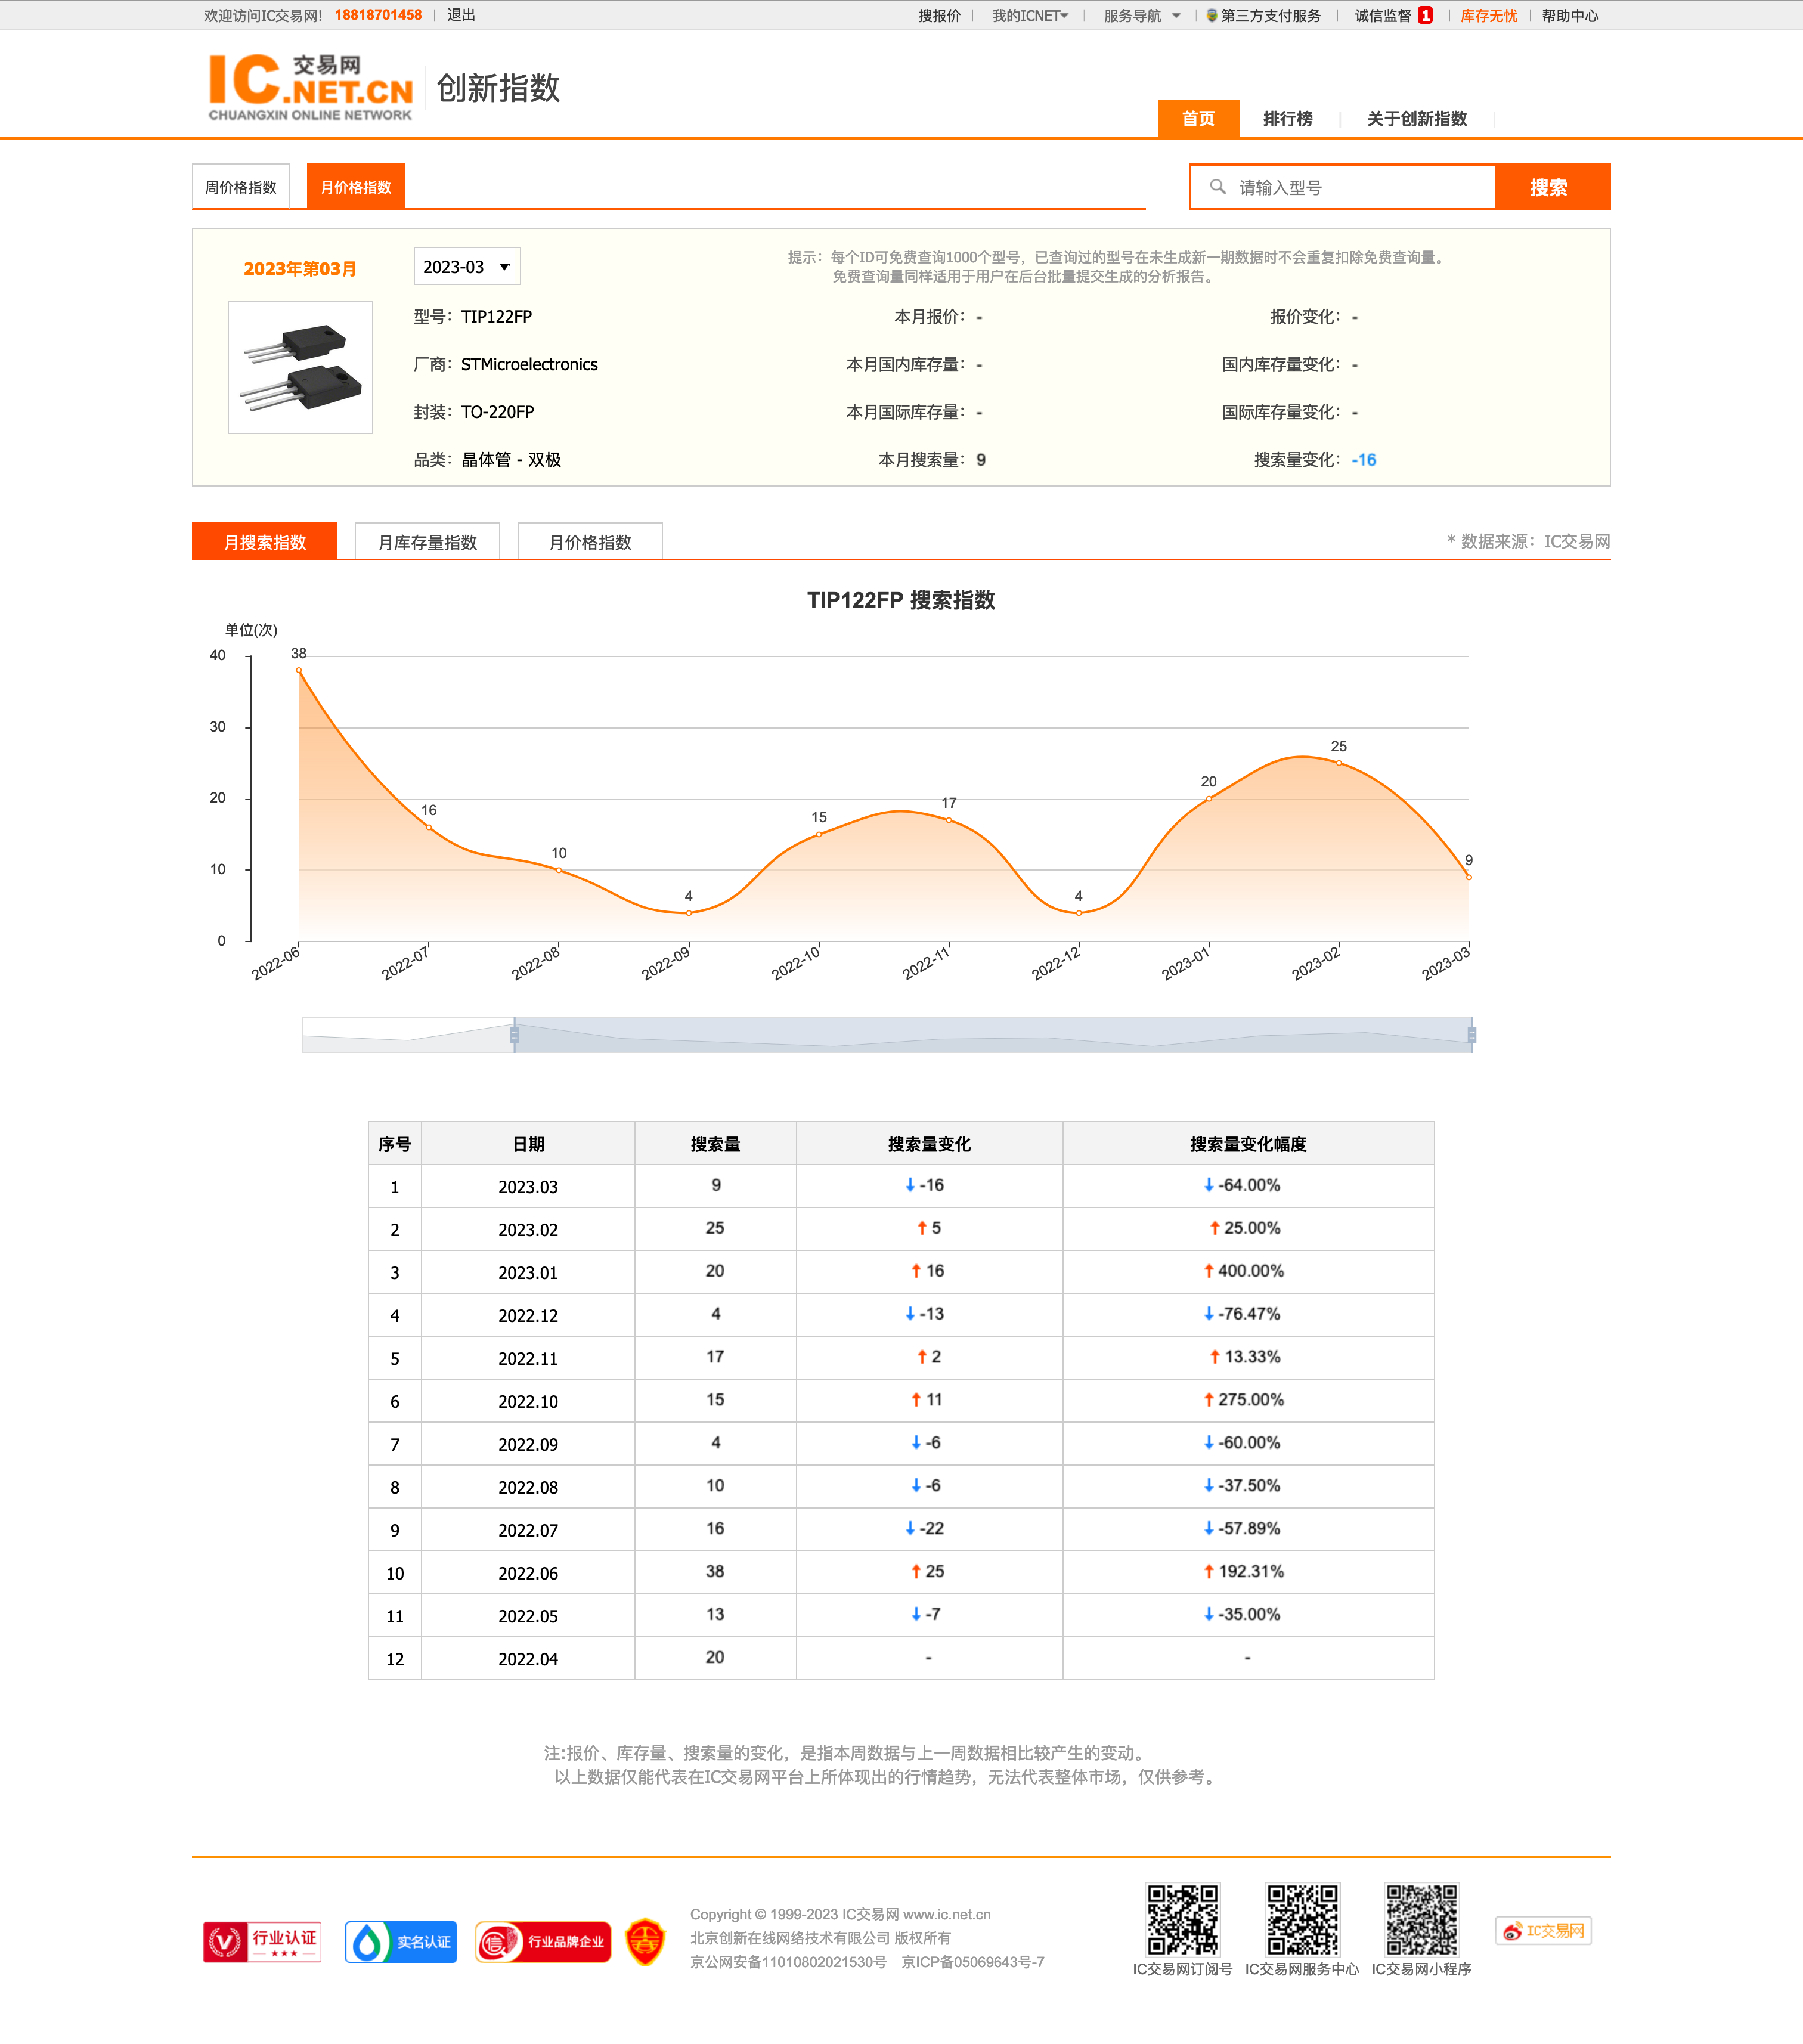 欢迎访问IC交易网! 18818701458 | 退出
搜报价 | 我的ICNET | 服务导航 | 第三方支付服务 | 诚信监督 1 | 库存无忧 | 帮助中心
IC 交易网 .NET.CN
CHUANGXIN ONLINE NETWORK
创新指数
首页 排行榜 关于创新指数
周价格指数 月价格指数
请输入型号 搜索
2023年第03月 2023-03
提示：每个ID可免费查询1000个型号，已查询过的型号在未生成新一期数据时不会重复扣除免费查询量。
免费查询量同样适用于用户在后台批量提交生成的分析报告。
型号：TIP122FP 本月报价：- 报价变化：-
厂商：STMicroelectronics 本月国内库存量：- 国内库存量变化：-
封装：TO-220FP 本月国际库存量：- 国际库存量变化：-
品类：晶体管 - 双极 本月搜索量：9 搜索量变化：-16
月搜索指数 月库存量指数 月价格指数 * 数据来源：IC交易网
TIP122FP 搜索指数
单位(次)
40
30
20
10
0
38 16 10 4 15 17 4 20 25 9
2022-06 2022-07 2022-08 2022-09 2022-10 2022-11 2022-12 2023-01 2023-02 2023-03
序号 日期 搜索量 搜索量变化 搜索量变化幅度
1 2023.03 9 ↓ -16 ↓ -64.00%
2 2023.02 25 ↑ 5 ↑ 25.00%
3 2023.01 20 ↑ 16 ↑ 400.00%
4 2022.12 4 ↓ -13 ↓ -76.47%
5 2022.11 17 ↑ 2 ↑ 13.33%
6 2022.10 15 ↑ 11 ↑ 275.00%
7 2022.09 4 ↓ -6 ↓ -60.00%
8 2022.08 10 ↓ -6 ↓ -37.50%
9 2022.07 16 ↓ -22 ↓ -57.89%
10 2022.06 38 ↑ 25 ↑ 192.31%
11 2022.05 13 ↓ -7 ↓ -35.00%
12 2022.04 20 - -
注:报价、库存量、搜索量的变化，是指本周数据与上一周数据相比较产生的变动。
以上数据仅能代表在IC交易网平台上所体现出的行情趋势，无法代表整体市场，仅供参考。
行业认证 实名认证 行业品牌企业
Copyright © 1999-2023 IC交易网 www.ic.net.cn
北京创新在线网络技术有限公司 版权所有
京公网安备11010802021530号 京ICP备05069643号-7
IC交易网订阅号 IC交易网服务中心 IC交易网小程序
IC交易网